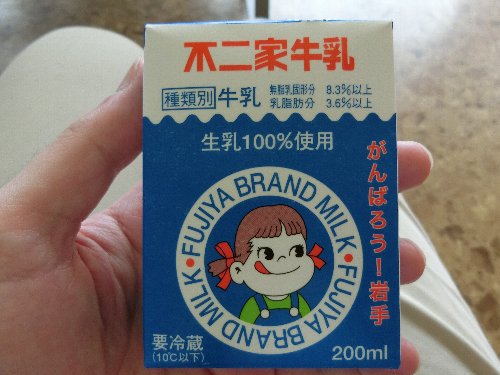 不二家牛乳
種類別 牛乳
無脂乳固形分 8.3%以上
乳脂肪分 3.6%以上
生乳100%使用
がんばろう!岩手
FUJIYA BRAND MILK・FUJIYA BRAND MILK・
要冷蔵
(10℃以下)
200ml